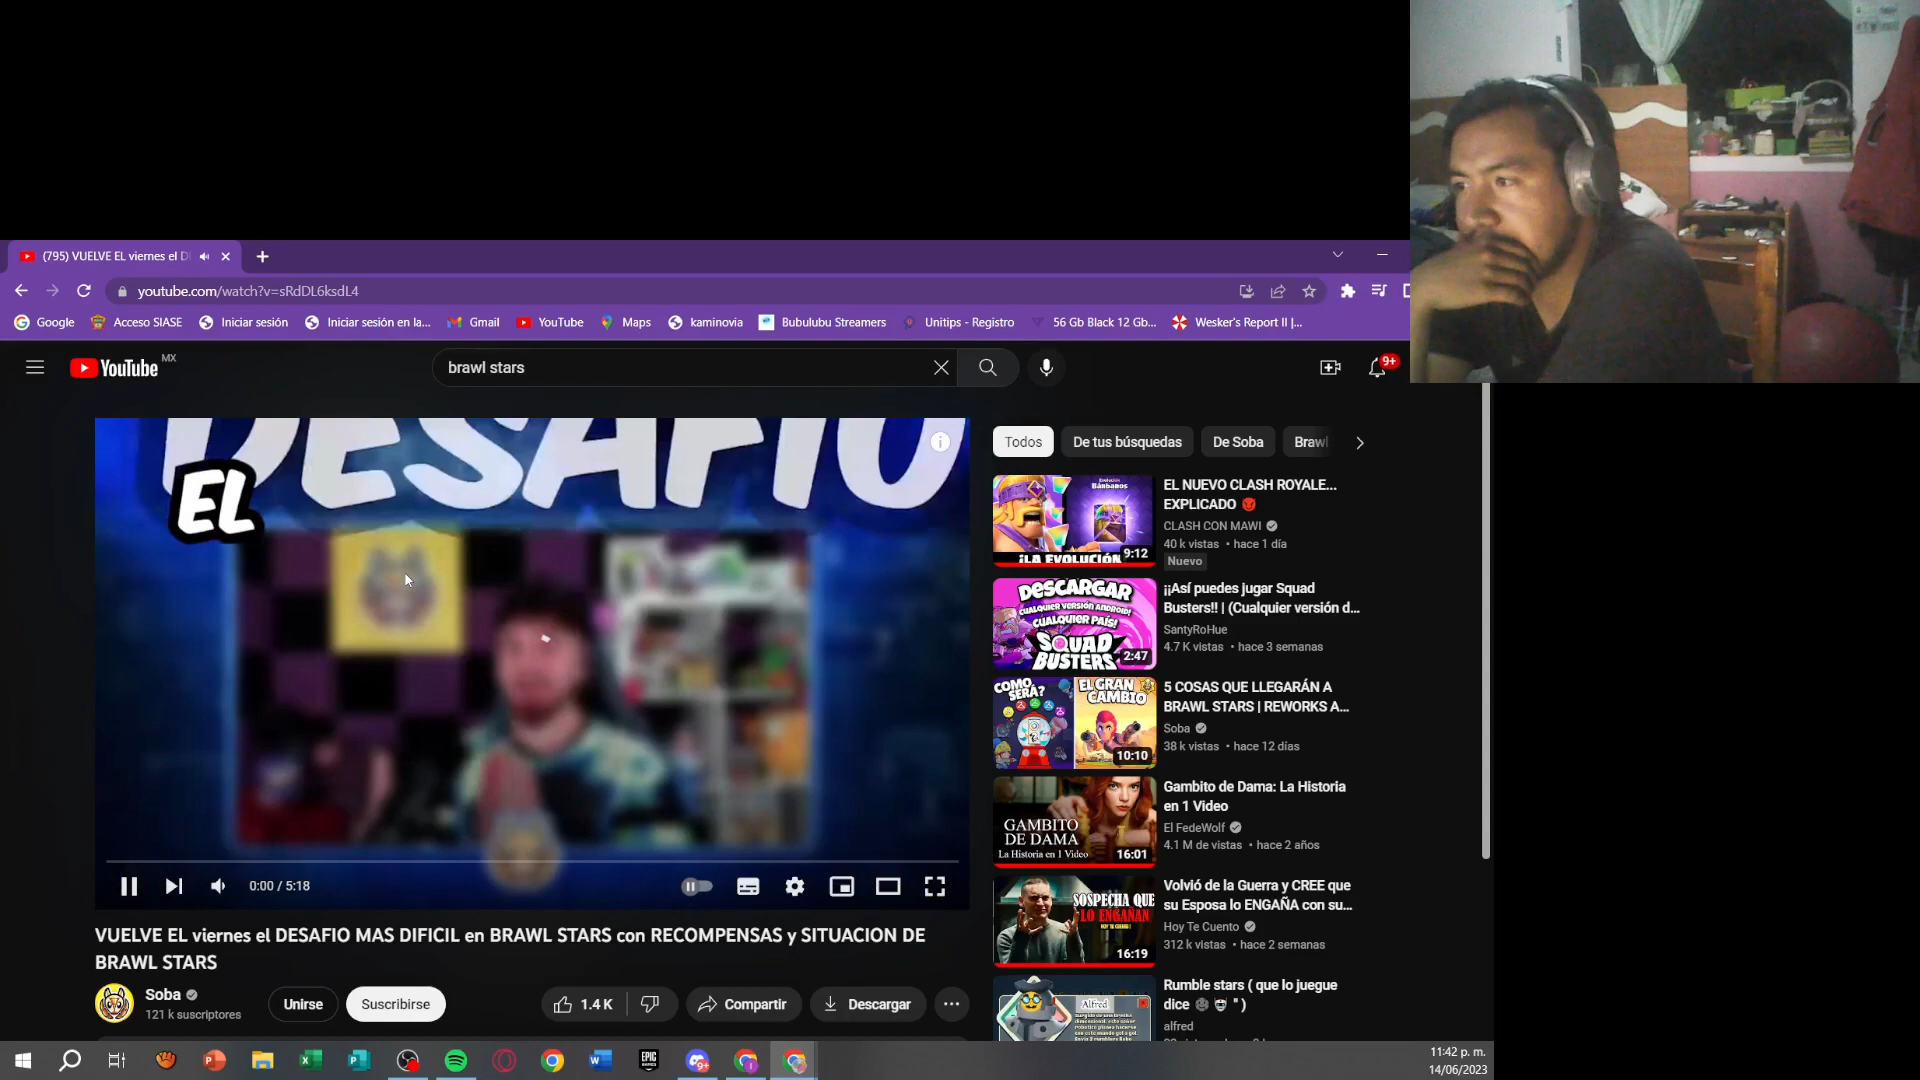 (795) VUELVE EL viernes el D
youtube.com/watch?v=sRdDL6ksdL4
Google
Acceso SIASE
Iniciar sesión
Iniciar sesión en la...
Gmail
YouTube
Maps
kaminovia
Bubulubu Streamers
Unitips - Registro
56 Gb Black 12 Gb...
Wesker's Report II |...
YouTube MX
brawl stars
9+
DESAFIO
EL
0:00 / 5:18
VUELVE EL viernes el DESAFIO MAS DIFICIL en BRAWL STARS con RECOMPENSAS y SITUACION DE
BRAWL STARS
Soba
121 k suscriptores
Unirse
Suscribirse
1.4 K
Compartir
Descargar
Todos
De tus búsquedas
De Soba
Brawl
Evolución
Bárbaros
¡LA EVOLUCIÓN
9:12
EL NUEVO CLASH ROYALE...
EXPLICADO
CLASH CON MAWI
40 k vistas • hace 1 día
Nuevo
DESCARGAR
CUALQUIER VERSIÓN ANDROID!
CUALQUIER PAÍS!
SQUAD
BUSTERS
2:47
¡¡Así puedes jugar Squad
Busters!! | (Cualquier versión d...
SantyRoHue
4.7 K vistas • hace 3 semanas
COMO
SERÁ?
EL GRAN
CAMBIO
10:10
5 COSAS QUE LLEGARÁN A
BRAWL STARS | REWORKS A...
Soba
38 k vistas • hace 12 días
GAMBITO
DE DAMA
La Historia en 1 Video
16:01
Gambito de Dama: La Historia
en 1 Video
El FedeWolf
4.1 M de vistas • hace 2 años
SOSPECHA QUE
LO ENGAÑAN
HOY TE CUENTO
16:19
Volvió de la Guerra y CREE que
su Esposa lo ENGAÑA con su...
Hoy Te Cuento
312 k vistas • hace 2 semanas
Alfred
Rumble stars ( que lo juegue
dice " )
alfred
EPIC
GAMES
9+
11:42 p. m.
14/06/2023